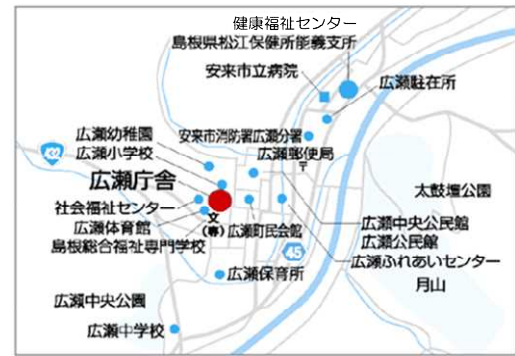 健康福祉センター
島根県松江保健所能義支所
安来市立病院
広瀬駐在所
432
広瀬幼稚園
安来市消防署広瀬分署
広瀬小学校
広瀬郵便局
〒
広瀬庁舎
太鼓壇公園
社会福祉センター
文
(専)
広瀬中央公民館
広瀬体育館
広瀬町民会館
広瀬公民館
島根総合福祉専門学校
45
広瀬ふれあいセンター
広瀬保育所
月山
広瀬中央公園
広瀬中学校